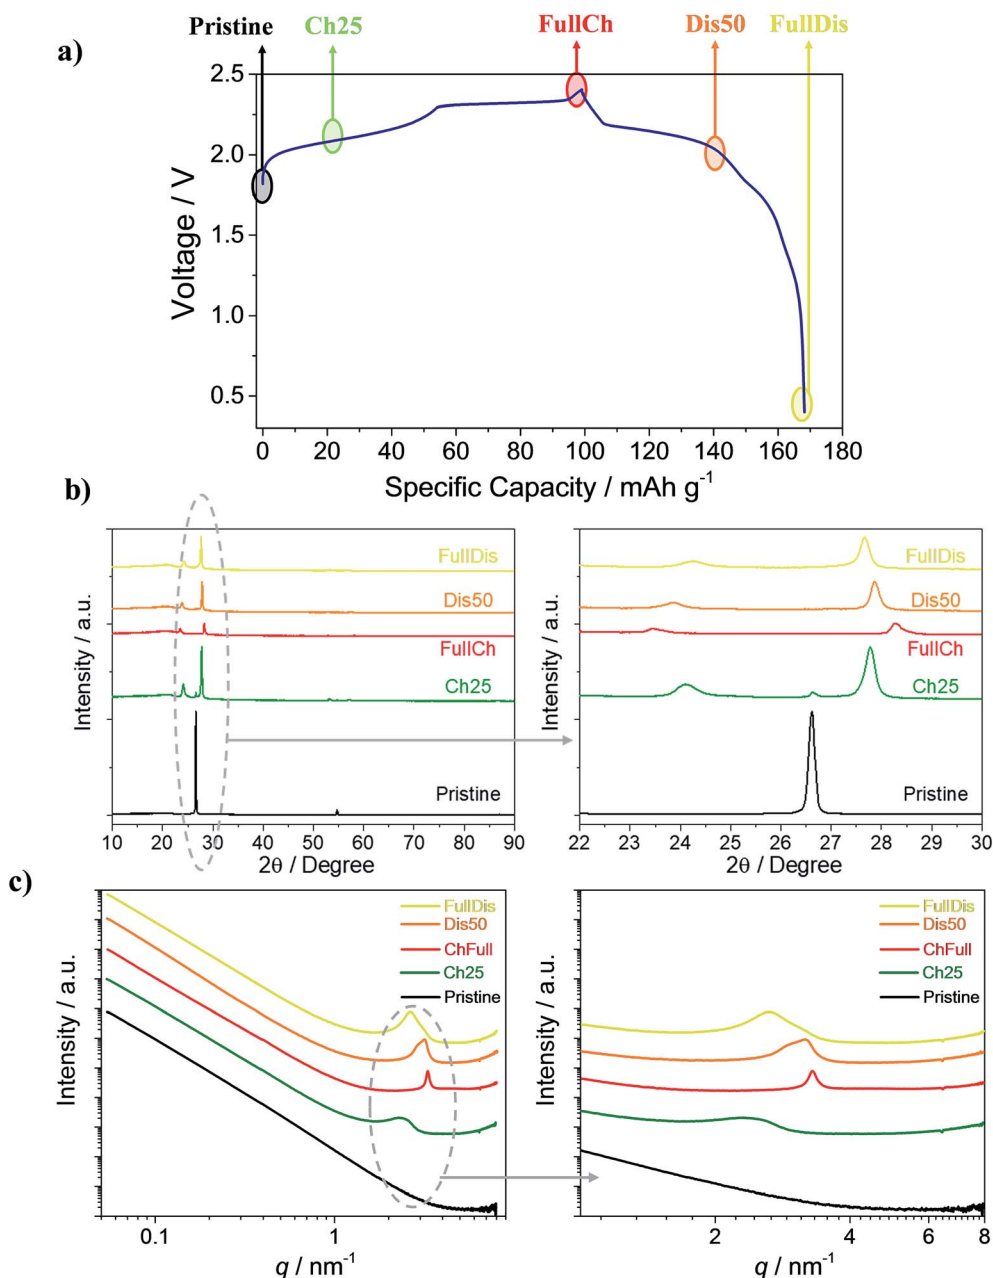 a)
Pristine Ch25 FullCh Dis50 FullDis
2.5
2.0
1.5
1.0
0.5
Voltage / V
0 20 40 60 80 100 120 140 160 180
Specific Capacity / mAh g⁻¹
b)
Intensity / a.u.
FullDis
Dis50
FullCh
Ch25
Pristine
10 20 30 40 50 60 70 80 90
2θ / Degree
Intensity / a.u.
FullDis
Dis50
FullCh
Ch25
Pristine
22 23 24 25 26 27 28 29 30
2θ / Degree
c)
Intensity / a.u.
FullDis
Dis50
ChFull
Ch25
Pristine
0.1 1
q / nm⁻¹
Intensity / a.u.
FullDis
Dis50
ChFull
Ch25
Pristine
2 4 6 8
q / nm⁻¹